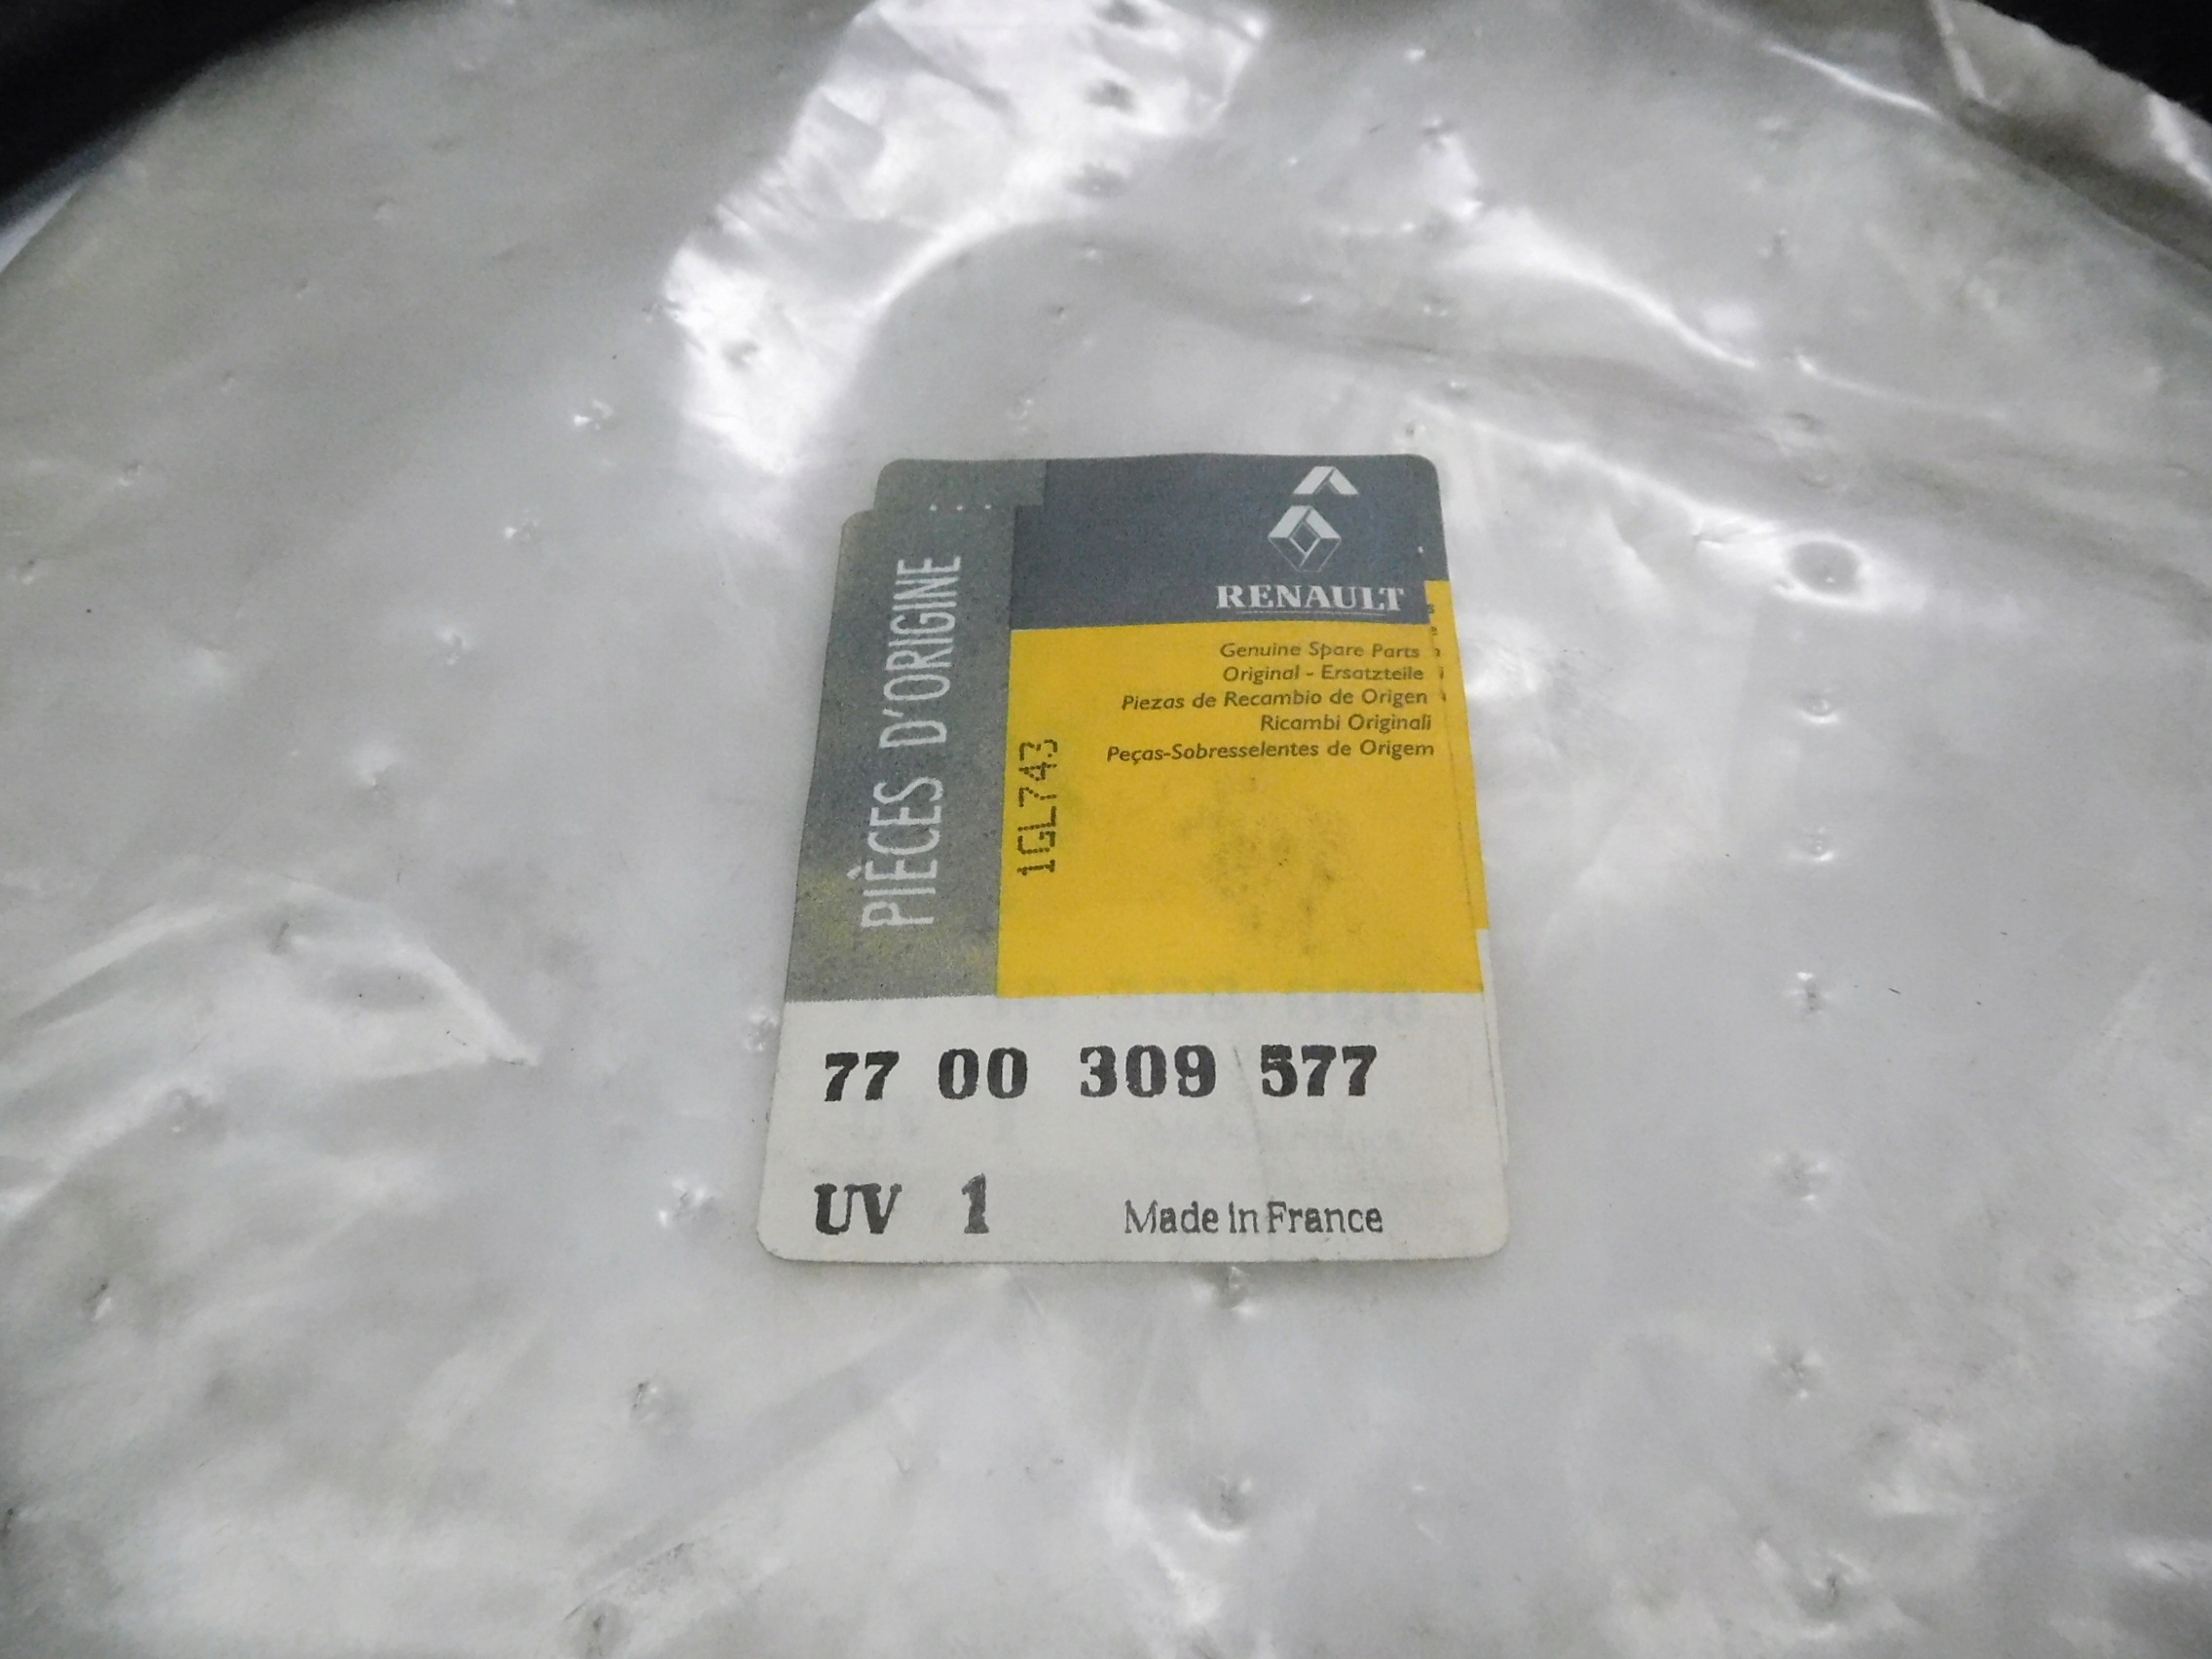 PIÈCES D'ORIGINE
RENAULT
Genuine Spare Parts
Original - Ersatzteile
Piezas de Recambio de Origen
Ricambi Originali
Peças-Sobresselentes de Origem
1GL743
77 00 309 577
UV 1 Made in France